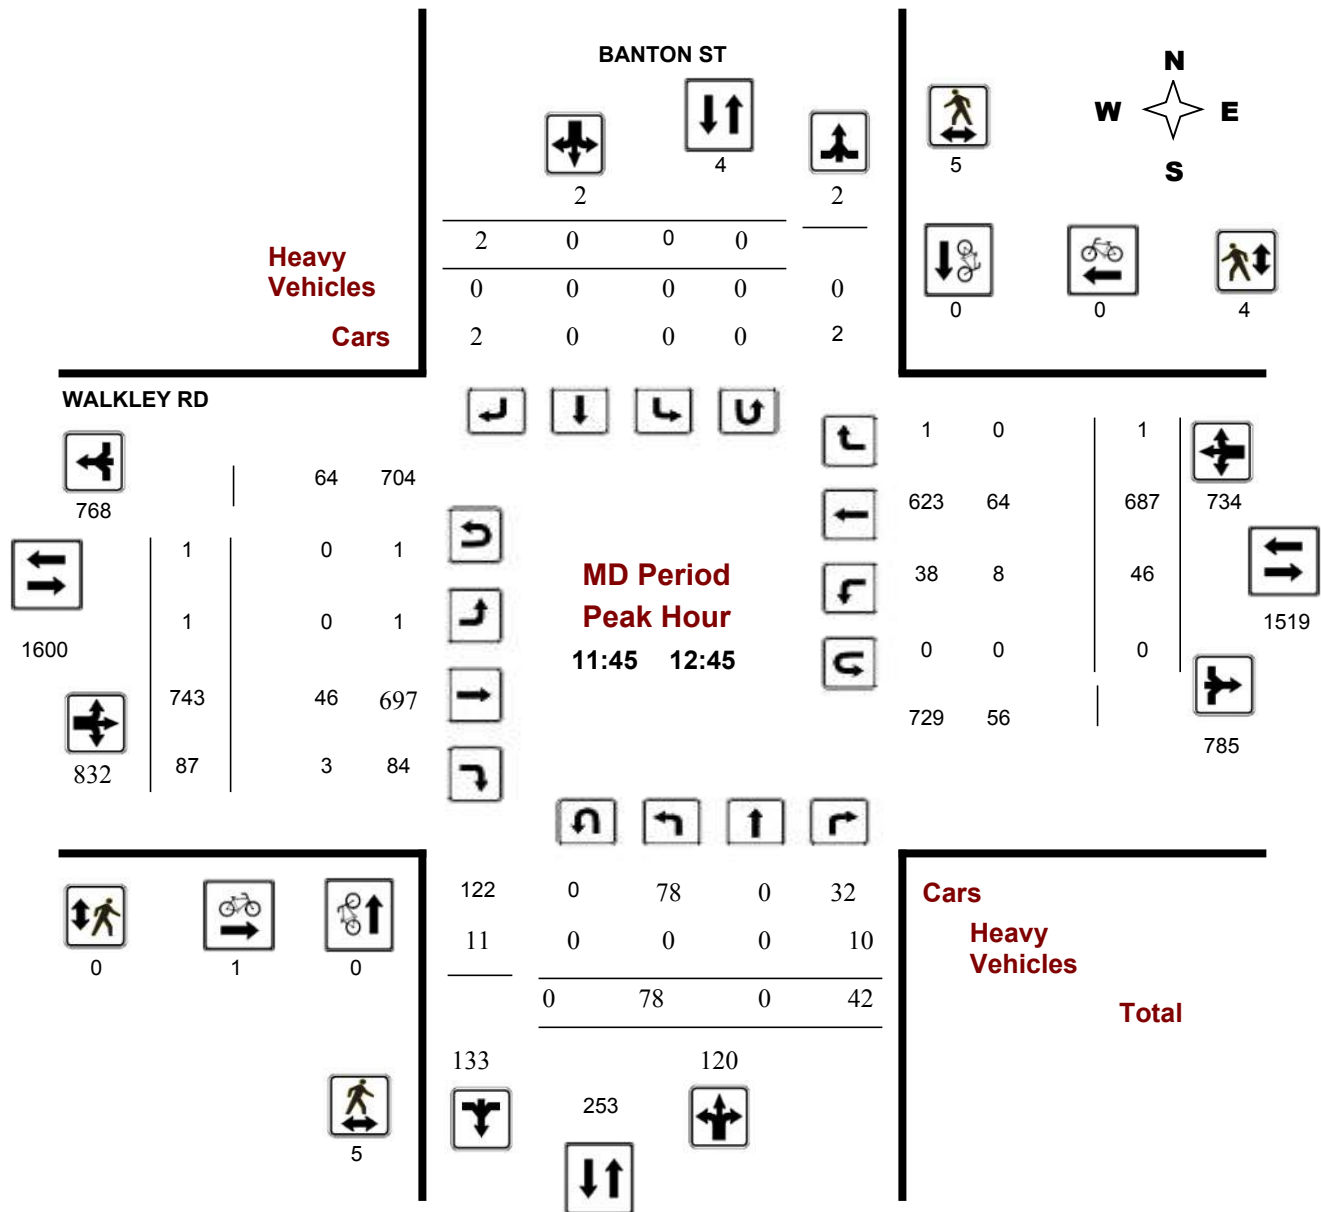 BANTON ST
N
W E
S
4
5
2 2
2 0 0 0
Heavy
Vehicles
0 0 0 0 0
0 0 4
Cars
2 0 0 0 2
WALKLEY RD
1 0 1
64 704
768
623 64 687 734
1 0 1
MD Period
38 8 46
Peak Hour
1 0 1
1519
1600
11:45 12:45
0 0 0
743 46 697
729 56
785
832
87 3 84
122 0 78 0 32
Cars
11 0 0 0 10
Heavy
Vehicles
0 1 0
0 78 0 42
Total
133 120
253
5